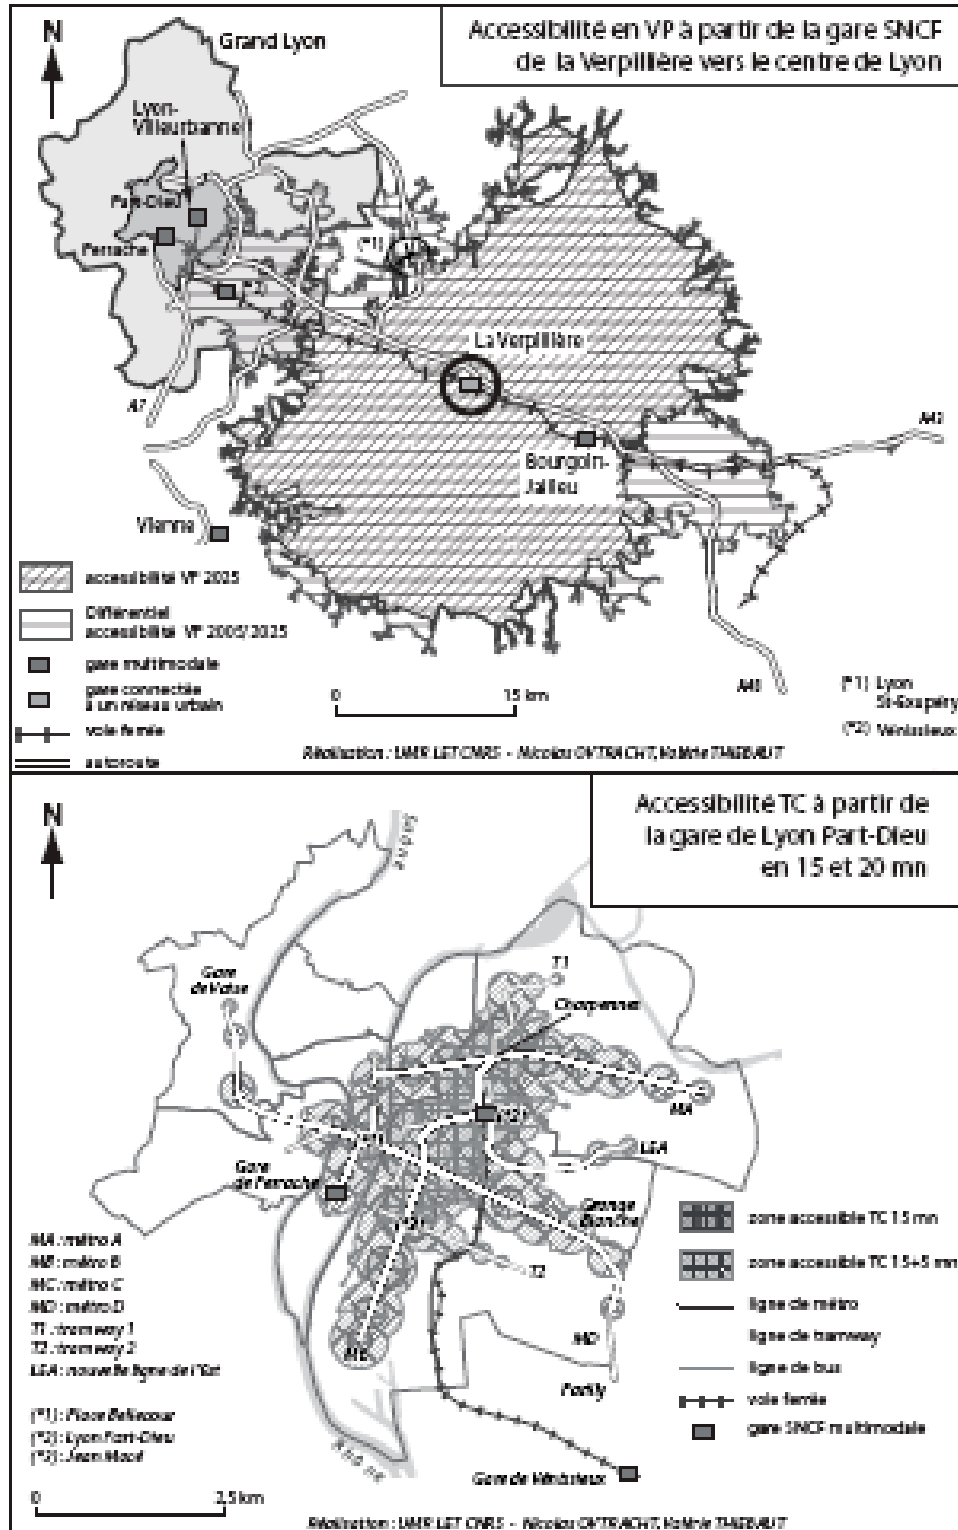 Accessibilité en VP à partir de la gare SNCF
de la Verpillière vers le centre de Lyon
N
Grand Lyon
Lyon-
Villeurbanne
Part-Dieu
Perrache
(*1)
(*2)
La Verpillière
A7
A43
Bourgoin-
Jallieu
Vienne
accessibilité VP 2025
Différentiel
accessibilité VP 2005/2025
gare multimodale
gare connectée
à un réseau urbain
voie ferrée
autoroute
0 15 km
A48
(*1) Lyon
St-Exupéry
(*2) Vénissieux
Réalisation : UMR LET CNRS - Nicolas OVTRACHT, Valérie THIEBAUT
Accessibilité TC à partir de
la gare de Lyon Part-Dieu
en 15 et 20 mn
N
Saône
Gare
de Vaise
T1
Charpennes
MA
(*1)
(*2)
LEA
Gare
de Perrache
Grange
Blanche
T2
MD
Parilly
Rhône
Gare de Vénissieux
MA : métro A
MB : métro B
MC : métro C
MD : métro D
T1 : tramway 1
T2 : tramway 2
LEA : nouvelle ligne de l'Est
(*1) : Place Bellecour
(*2) : Lyon Part-Dieu
(*3) : Jean Macé
zone accessible TC 15 mn
zone accessible TC 15+5 mn
ligne de métro
ligne de tramway
ligne de bus
voie ferrée
gare SNCF multimodale
0 2,5 km
Réalisation : UMR LET CNRS - Nicolas OVTRACHT, Valérie THIEBAUT